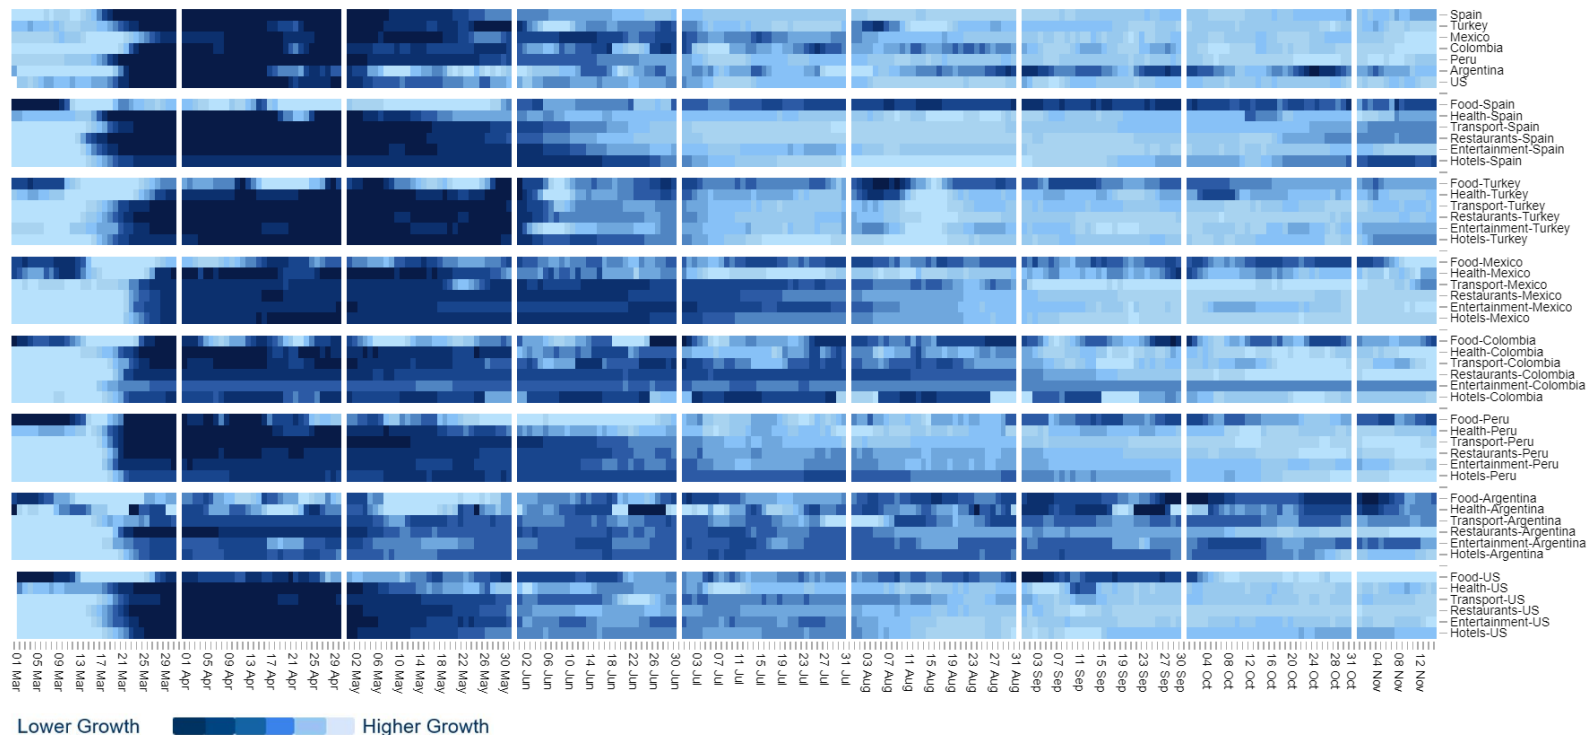 Spain
Turkey
Mexico
Colombia
Peru
Argentina
US
Food-Spain
Health-Spain
Transport-Spain
Restaurants-Spain
Entertainment-Spain
Hotels-Spain
Food-Turkey
Health-Turkey
Transport-Turkey
Restaurants-Turkey
Entertainment-Turkey
Hotels-Turkey
Food-Mexico
Health-Mexico
Transport-Mexico
Restaurants-Mexico
Entertainment-Mexico
Hotels-Mexico
Food-Colombia
Health-Colombia
Transport-Colombia
Restaurants-Colombia
Entertainment-Colombia
Hotels-Colombia
Food-Peru
Health-Peru
Transport-Peru
Restaurants-Peru
Entertainment-Peru
Hotels-Peru
Food-Argentina
Health-Argentina
Transport-Argentina
Restaurants-Argentina
Entertainment-Argentina
Hotels-Argentina
Food-US
Health-US
Transport-US
Restaurants-US
Entertainment-US
Hotels-US
01 Mar
05 Mar
09 Mar
13 Mar
17 Mar
21 Mar
25 Mar
29 Mar
01 Apr
05 Apr
09 Apr
13 Apr
17 Apr
21 Apr
25 Apr
29 Apr
02 May
06 May
10 May
14 May
18 May
22 May
26 May
30 May
02 Jun
06 Jun
10 Jun
14 Jun
18 Jun
22 Jun
26 Jun
30 Jun
03 Jul
07 Jul
11 Jul
15 Jul
19 Jul
23 Jul
27 Jul
31 Jul
03 Aug
07 Aug
11 Aug
15 Aug
19 Aug
23 Aug
27 Aug
31 Aug
03 Sep
07 Sep
11 Sep
15 Sep
19 Sep
23 Sep
27 Sep
30 Sep
04 Oct
08 Oct
12 Oct
16 Oct
20 Oct
24 Oct
28 Oct
31 Oct
04 Nov
08 Nov
12 Nov
Lower Growth
Higher Growth